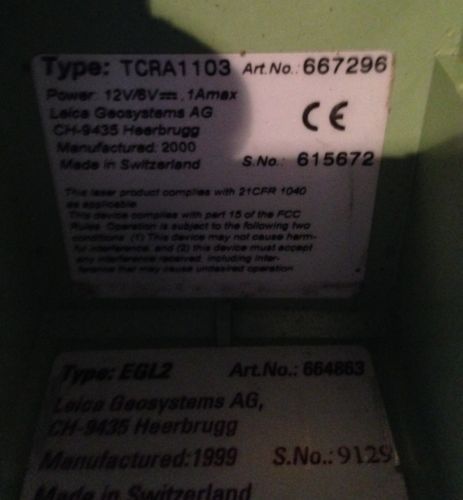 Type: TCRA1103 Art.No.: 667296
Power: 12V/6V⎓, 1Amax
Leica Geosystems AG
CH-9435 Heerbrugg
Manufactured: 2000
Made in Switzerland S.No.: 615672
CE
This laser product complies with 21CFR 1040
as applicable
This device complies with part 15 of the FCC
Rules. Operation is subject to the following two
conditions: (1) This device may not cause harm-
ful interference, and (2) this device must accept
any interference received, including inter-
ference that may cause undesired operation
Type: EGL2 Art.No.: 664863
Leica Geosystems AG,
CH-9435 Heerbrugg
Manufactured:1999 S.No.: 9129
Made in Switzerland